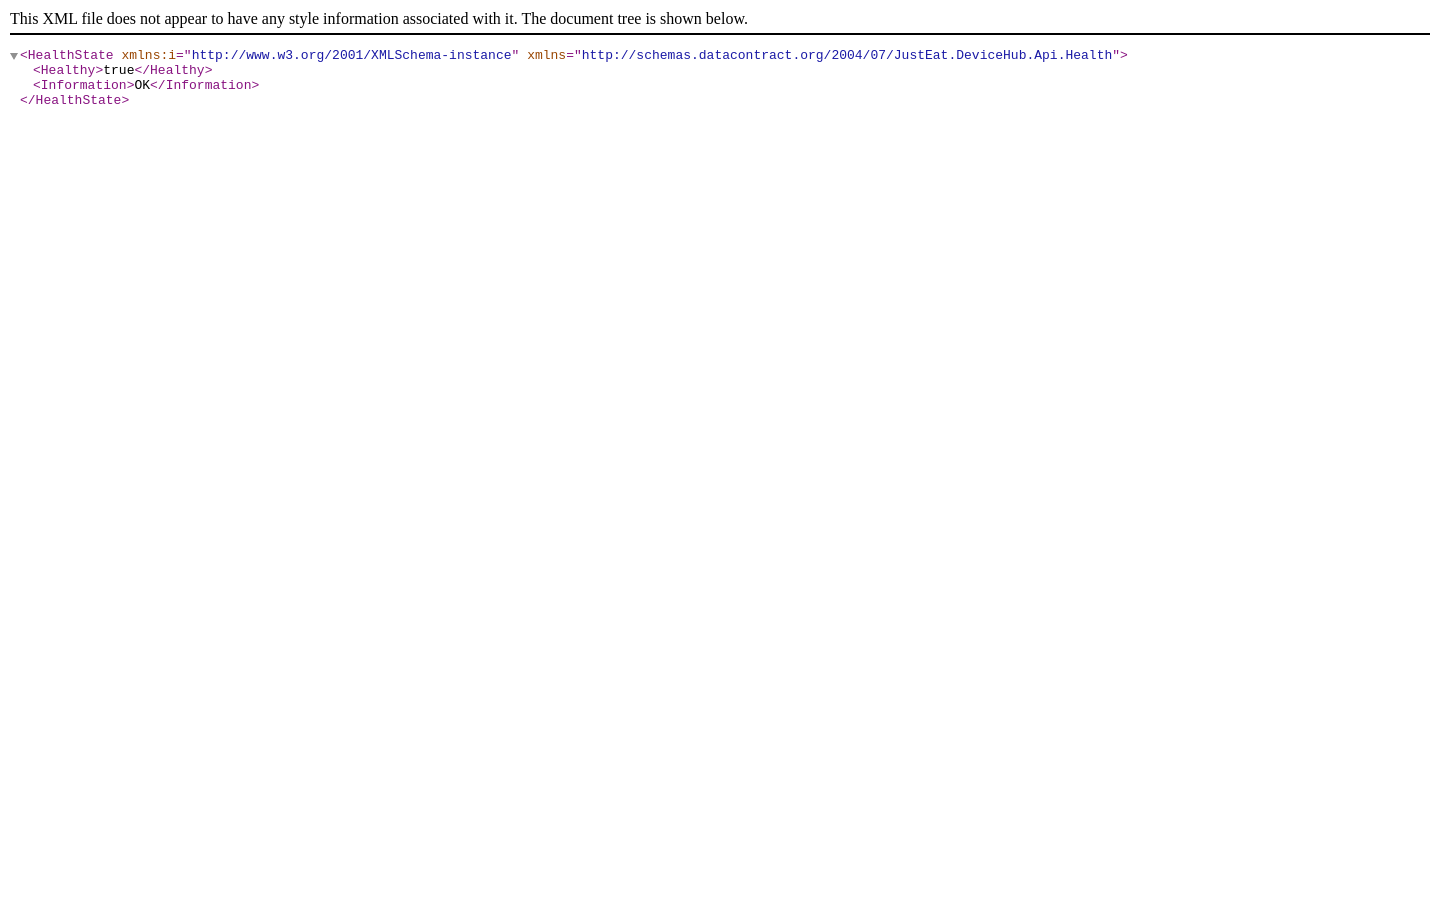 This XML file does not appear to have any style information associated with it. The document tree is shown below.
<HealthState xmlns:i="http://www.w3.org/2001/XMLSchema-instance" xmlns="http://schemas.datacontract.org/2004/07/JustEat.DeviceHub.Api.Health">
<Healthy>true</Healthy>
<Information>OK</Information>
</HealthState>